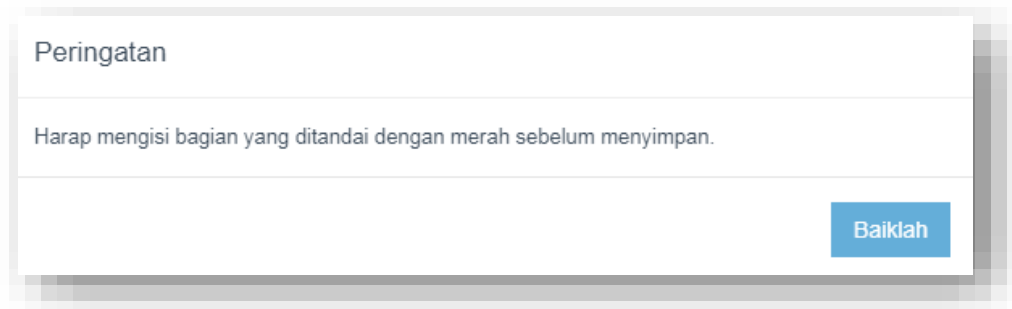 Peringatan
Harap mengisi bagian yang ditandai dengan merah sebelum menyimpan.
Baiklah